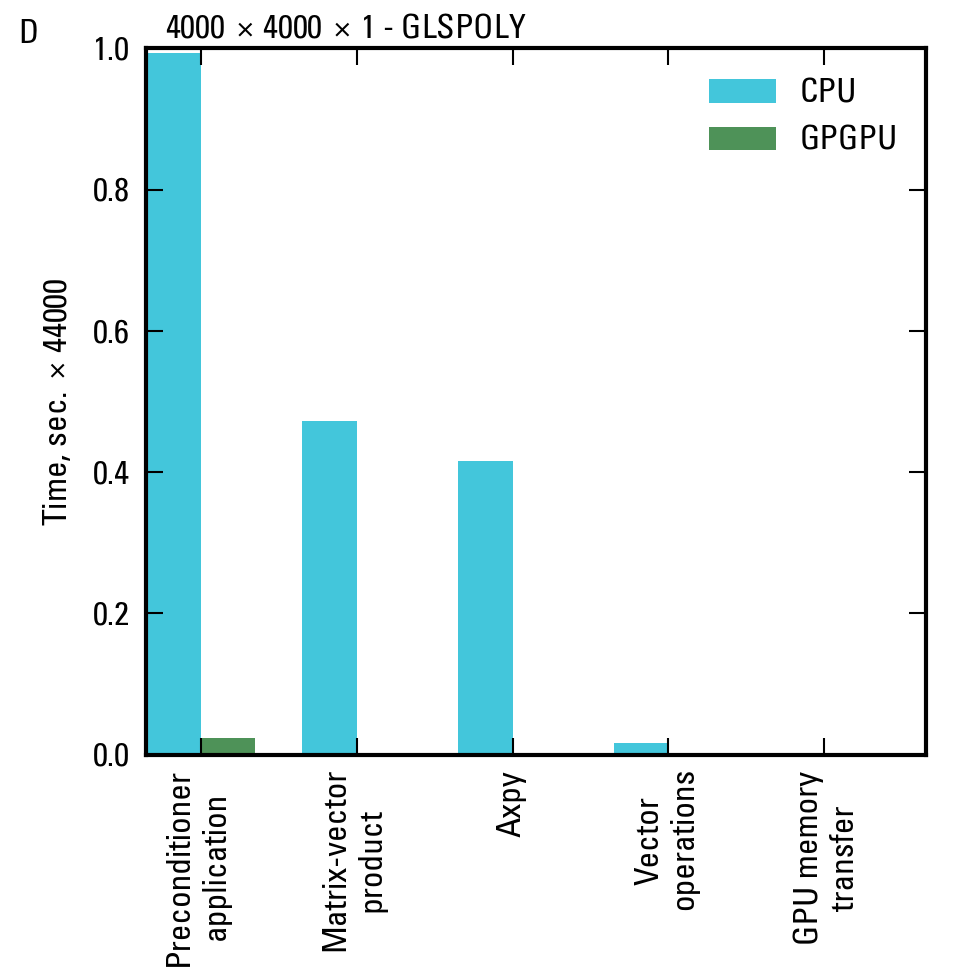 D
4000 × 4000 × 1 - GLSPOLY
CPU
GPGPU
1.0
0.8
0.6
0.4
0.2
0.0
Time, sec. × 44000
Preconditioner
application
Matrix-vector
product
Axpy
Vector
operations
GPU memory
transfer